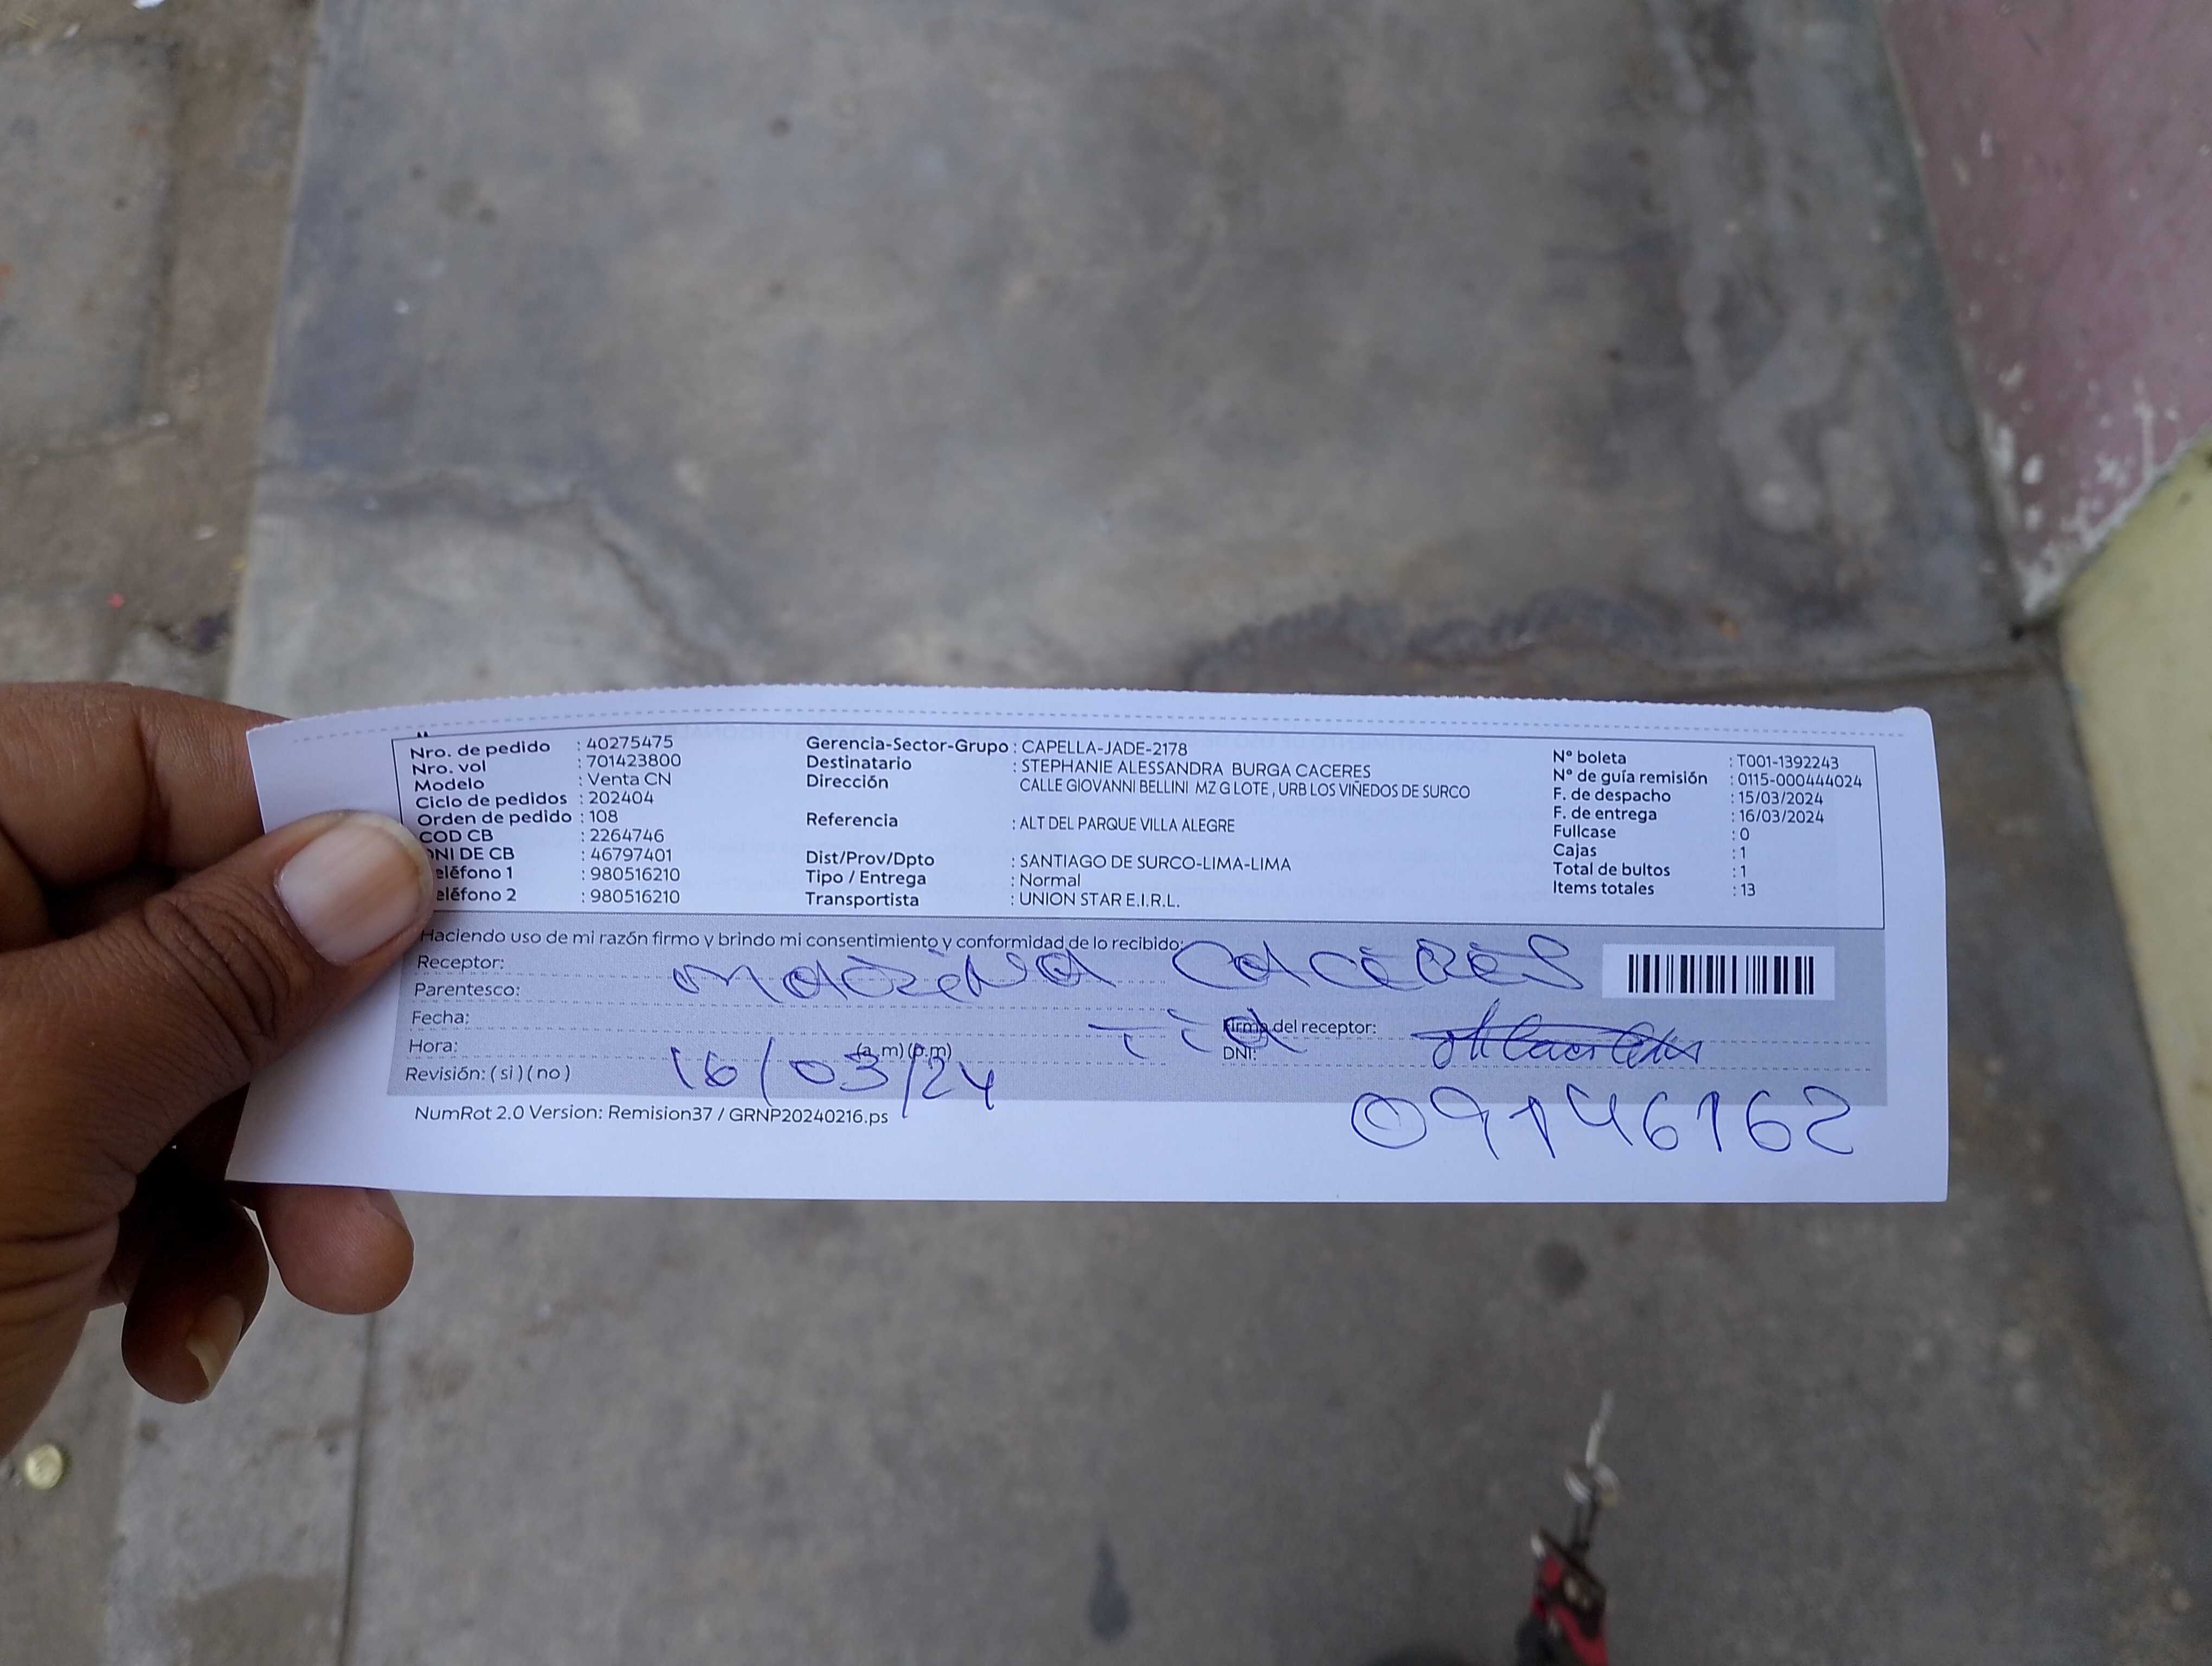 Nro. de pedido : 40275475
Nro. vol : 701423800
Modelo : Venta CN
Ciclo de pedidos : 202404
Orden de pedido : 108
COD CB : 2264746
DNI DE CB : 46797401
eléfono 1 : 980516210
eléfono 2 : 980516210
Gerencia-Sector-Grupo : CAPELLA-JADE-2178
Destinatario : STEPHANIE ALESSANDRA BURGA CACERES
Dirección CALLE GIOVANNI BELLINI MZ G LOTE , URB LOS VIÑEDOS DE SURCO
Referencia : ALT DEL PARQUE VILLA ALEGRE
Dist/Prov/Dpto : SANTIAGO DE SURCO-LIMA-LIMA
Tipo / Entrega : Normal
Transportista : UNION STAR E.I.R.L.
N° boleta : T001-1392243
N° de guía remisión : 0115-000444024
F. de despacho : 15/03/2024
F. de entrega : 16/03/2024
Fullcase : 0
Cajas : 1
Total de bultos : 1
Items totales : 13
Haciendo uso de mi razón firmo y brindo mi consentimiento y conformidad de lo recibido:
Receptor: MARINA CACERES
Parentesco: Tia
Fecha: 16/03/24
Hora: (a.m) (p.m)
Revisión: ( si ) ( no )
Firma del receptor:
DNI: 09146162
NumRot 2.0 Version: Remision37 / GRNP20240216.ps